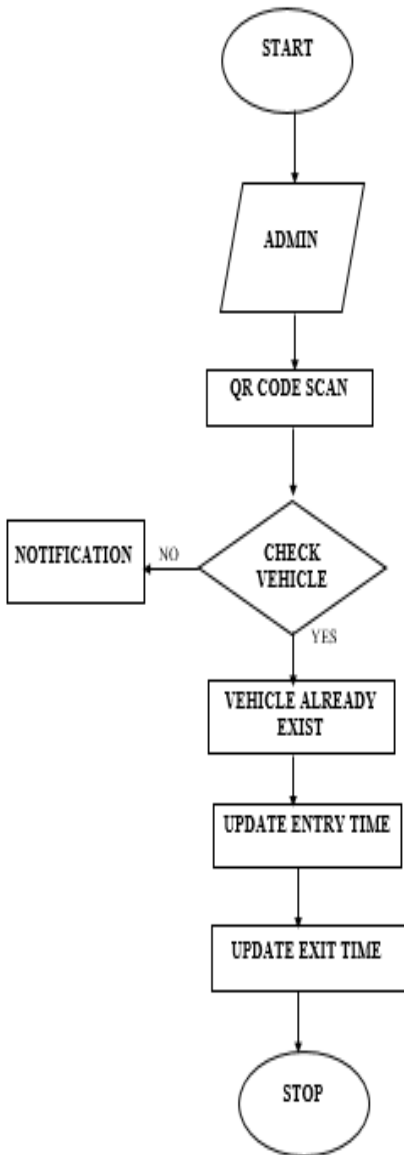 START
ADMIN
QR CODE SCAN
CHECK
VEHICLE
NO
NOTIFICATION
YES
VEHICLE ALREADY
EXIST
UPDATE ENTRY TIME
UPDATE EXIT TIME
STOP